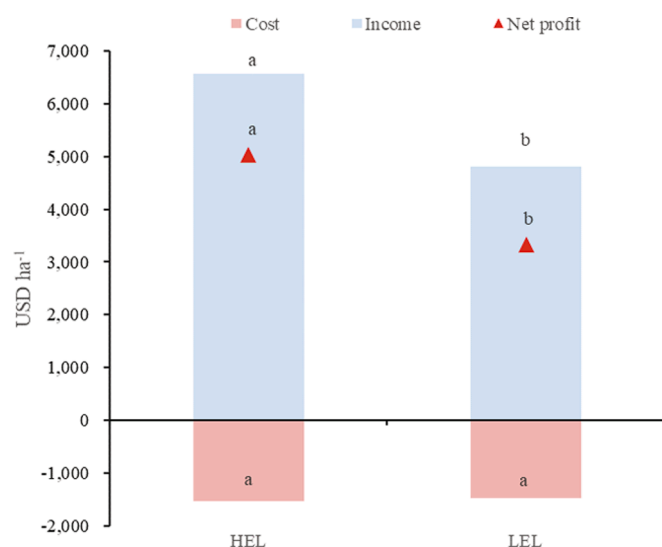 Cost Income Net profit
7,000
6,000
5,000
4,000
3,000
2,000
1,000
0
-1,000
-2,000
USD ha⁻¹
a
a
b
b
a
a
HEL LEL